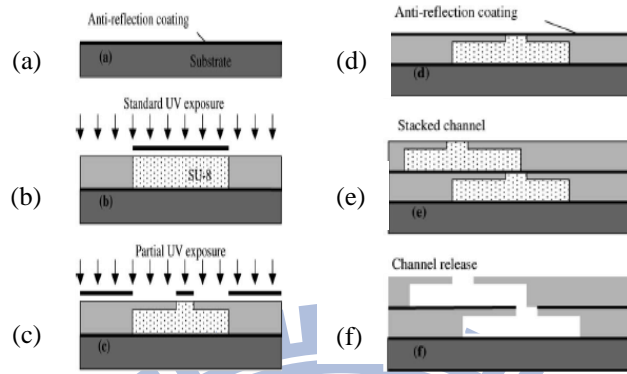 Anti-reflection coating
(a)
(a)
Substrate
Standard UV exposure
(b)
SU-8
(b)
Partial UV exposure
(c)
(c)
Anti-reflection coating
(d)
(d)
Stacked channel
(e)
(e)
Channel release
(f)
(f)